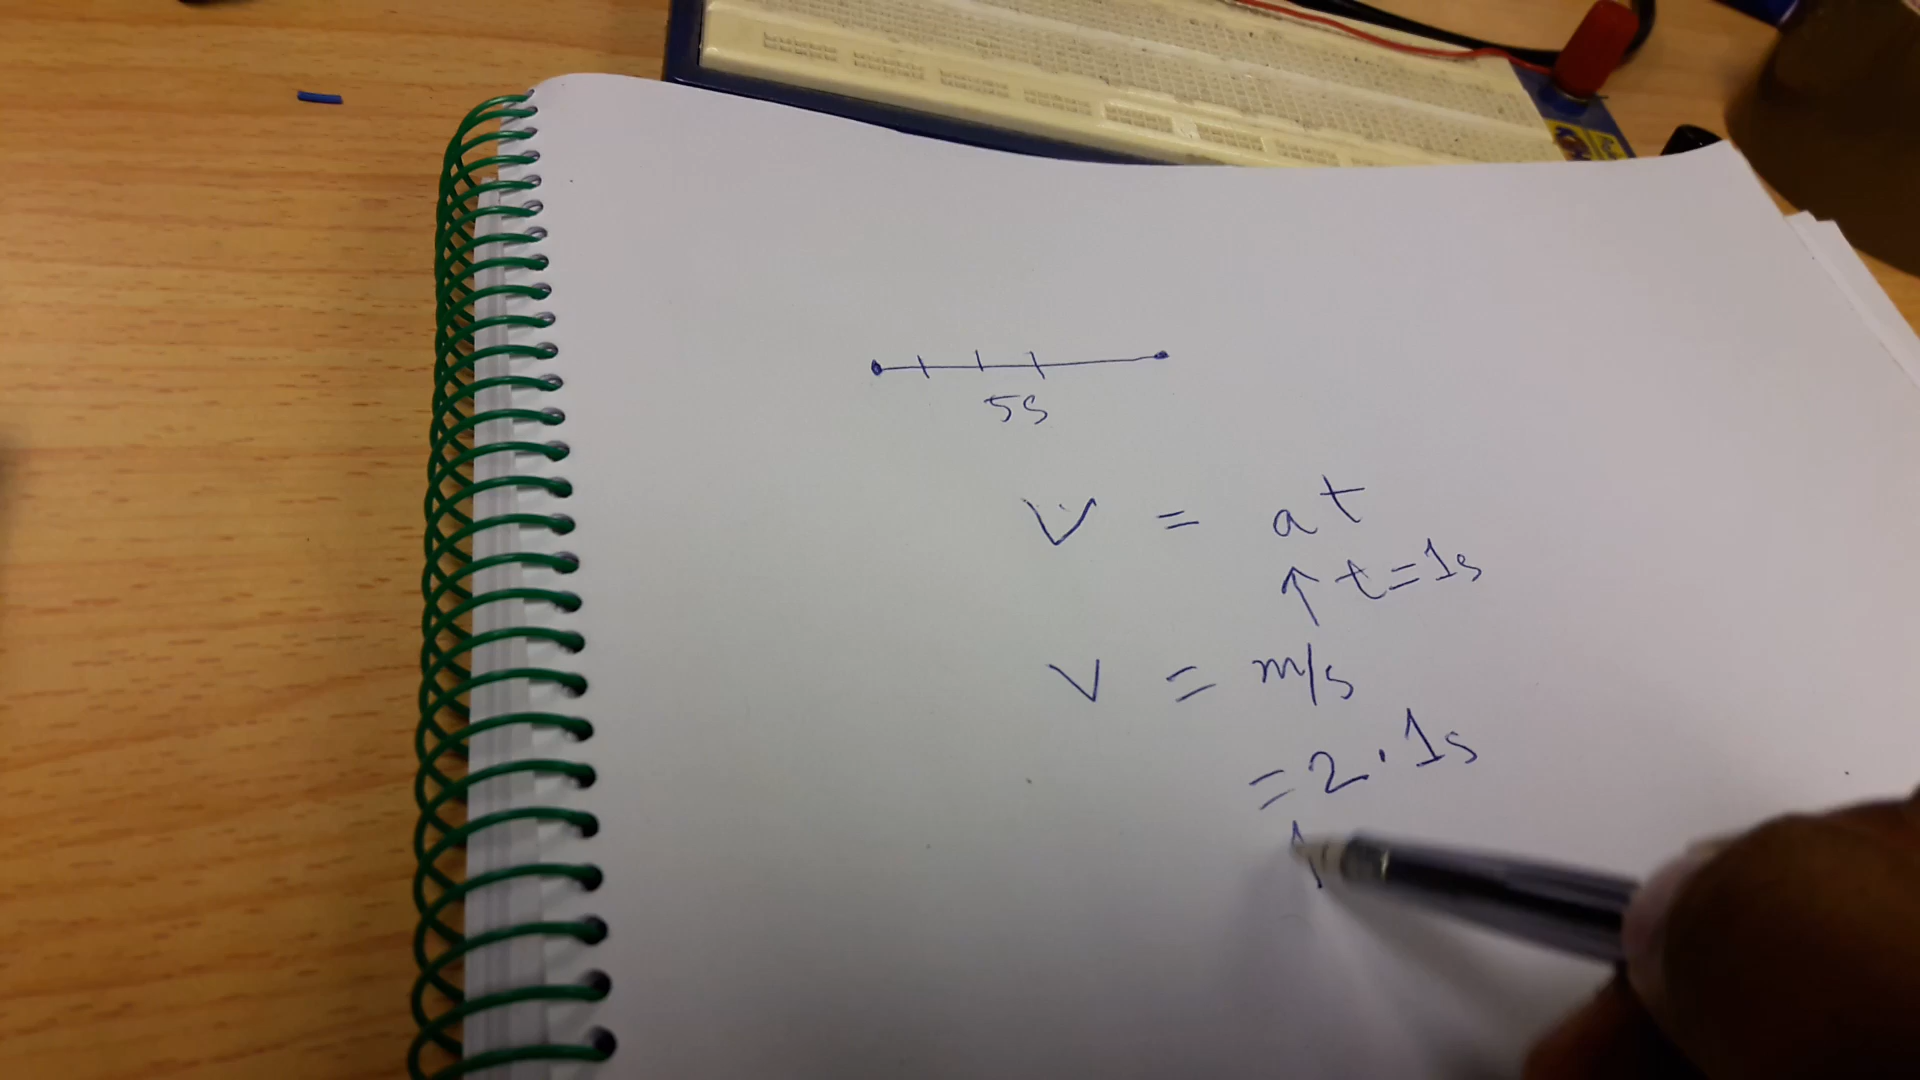 5s
V = at
↑ t=1s
V = m/s
= 2 . 1s